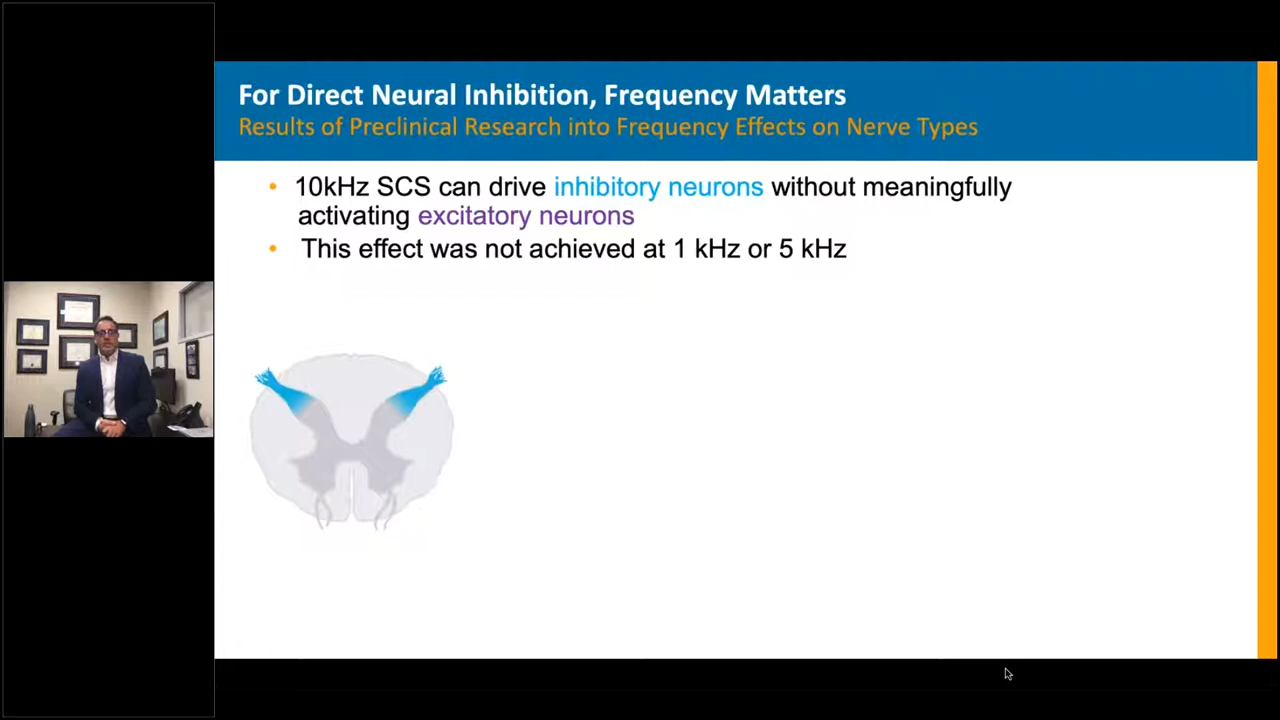 For Direct Neural Inhibition, Frequency Matters
Results of Preclinical Research into Frequency Effects on Nerve Types
• 10kHz SCS can drive inhibitory neurons without meaningfully
activating excitatory neurons
• This effect was not achieved at 1 kHz or 5 kHz